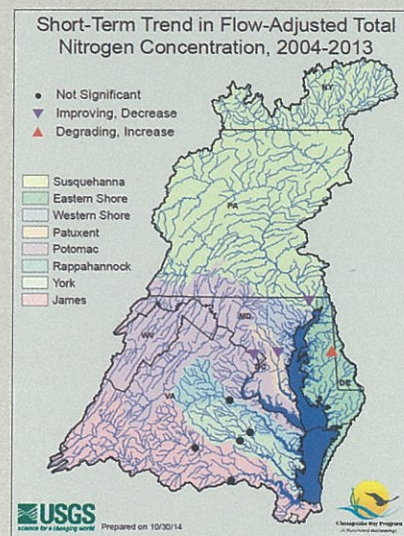 Short-Term Trend in Flow-Adjusted Total
Nitrogen Concentration, 2004-2013
Not Significant
Improving, Decrease
Degrading, Increase
Susquehanna
Eastern Shore
Western Shore
Patuxent
Potomac
Rappahannock
York
James
NY
PA
WV
MD
DC
DE
VA
USGS
science for a changing world
Prepared on 10/30/14
Chesapeake Bay Program